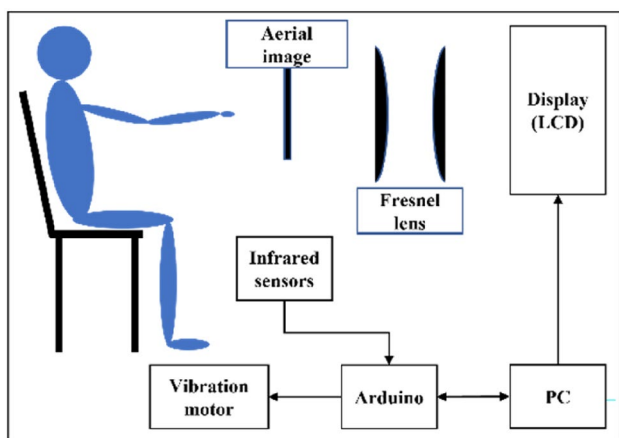 Aerial
image
Display
(LCD)
Fresnel
lens
Infrared
sensors
Vibration
motor
Arduino
PC